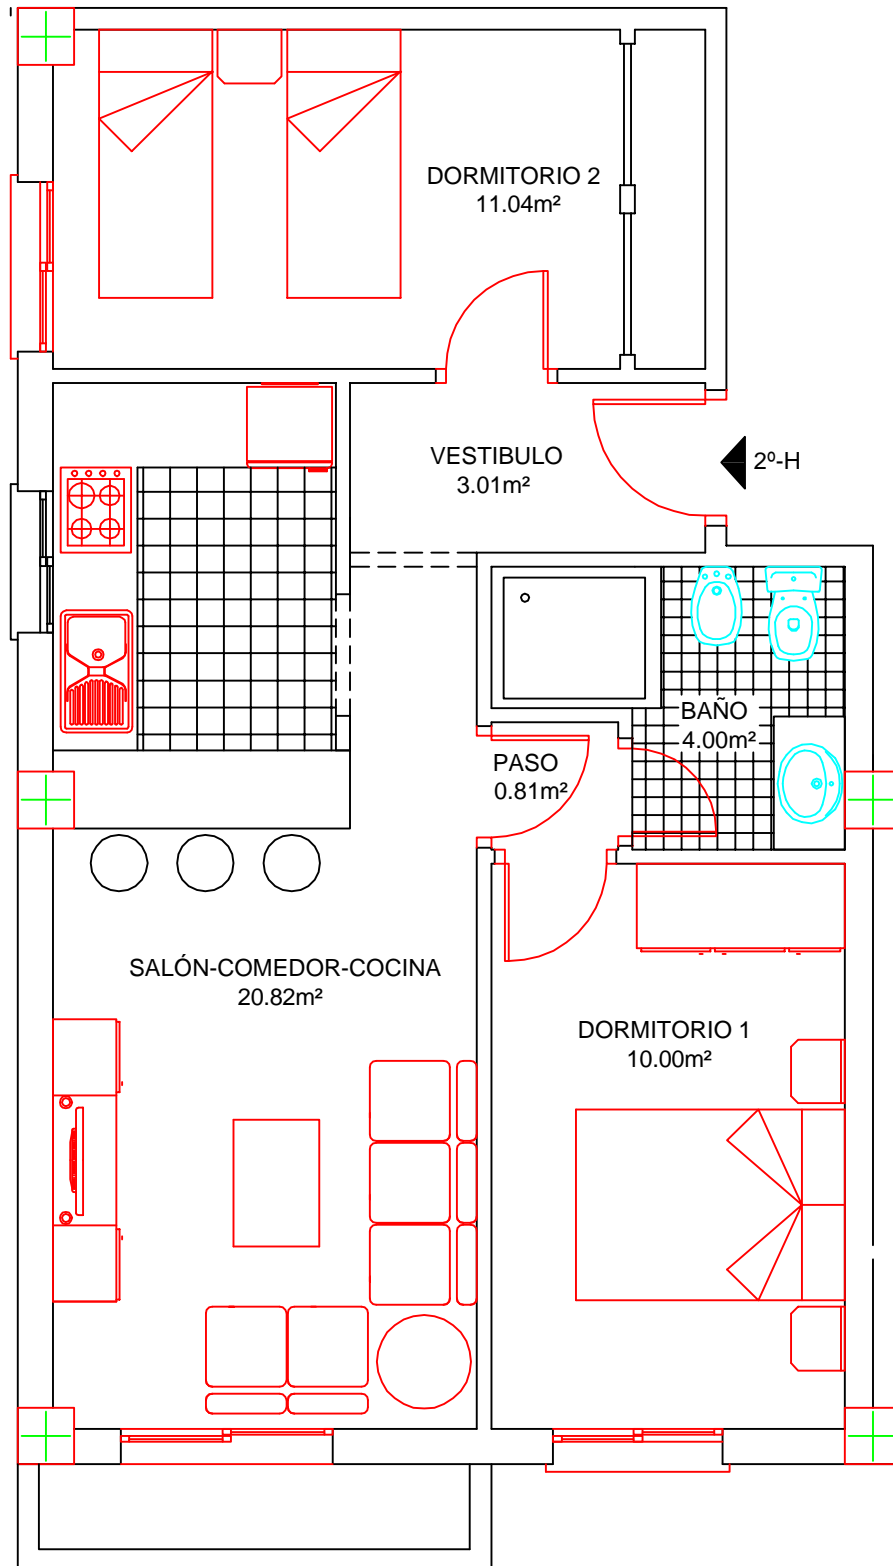 DORMITORIO 2
11.04m²
VESTIBULO
3.01m²
2º-H
BAÑO
4.00m²
PASO
0.81m²
SALÓN-COMEDOR-COCINA
20.82m²
DORMITORIO 1
10.00m²